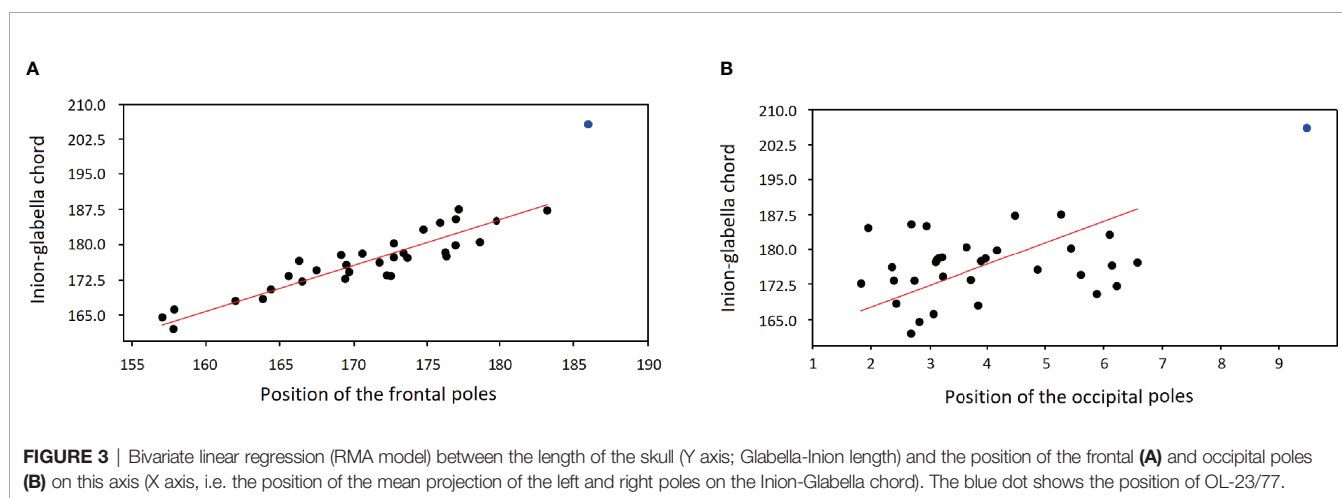 A
Inion-glabella chord
210.0
202.5
195.0
187.5
180.0
172.5
165.0
155 160 165 170 175 180 185 190
Position of the frontal poles
B
Inion-glabella chord
210.0
202.5
195.0
187.5
180.0
172.5
165.0
1 2 3 4 5 6 7 8 9
Position of the occipital poles
FIGURE 3 | Bivariate linear regression (RMA model) between the length of the skull (Y axis; Glabella-Inion length) and the position of the frontal (A) and occipital poles
(B) on this axis (X axis, i.e. the position of the mean projection of the left and right poles on the Inion-Glabella chord). The blue dot shows the position of OL-23/77.